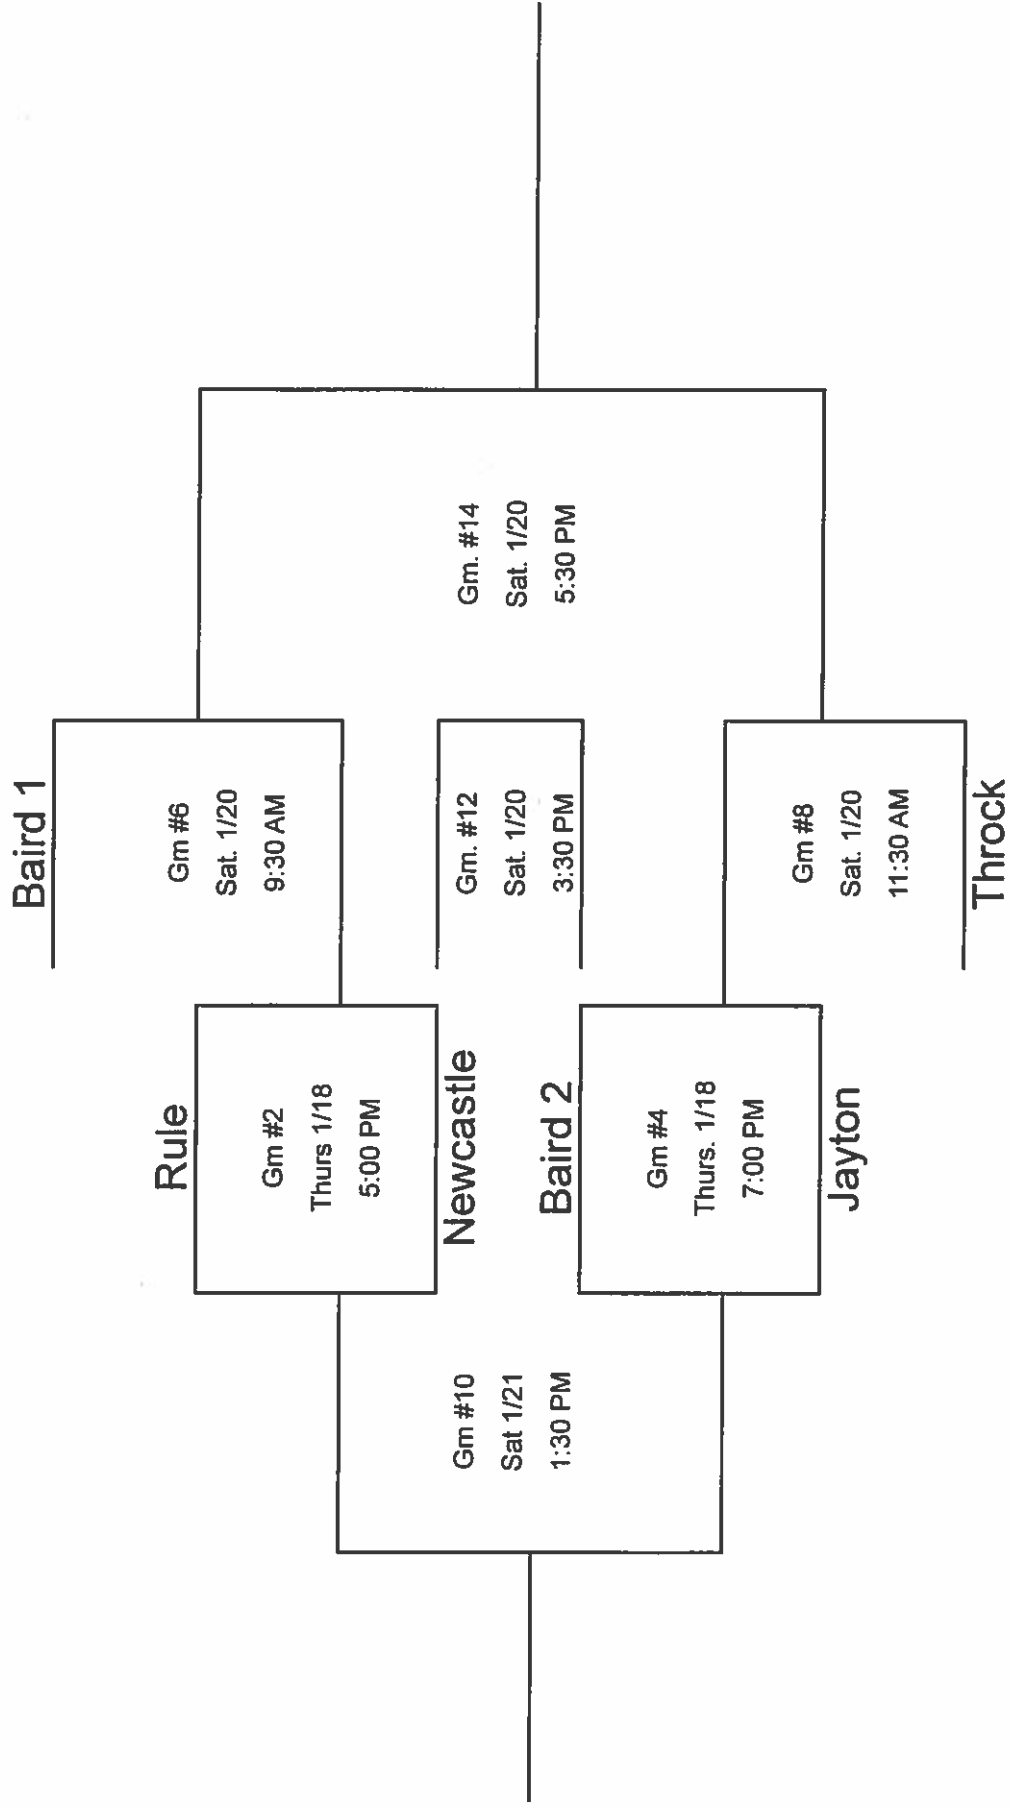 Baird 1
Gm #6
Sat. 1/20
9:30 AM
Rule
Gm #2
Thurs 1/18
5:00 PM
Newcastle
Gm #10
Sat 1/21
1:30 PM
Gm. #12
Sat. 1/20
3:30 PM
Gm. #14
Sat. 1/20
5:30 PM
Baird 2
Gm #4
Thurs. 1/18
7:00 PM
Jayton
Gm #8
Sat. 1/20
11:30 AM
Throck